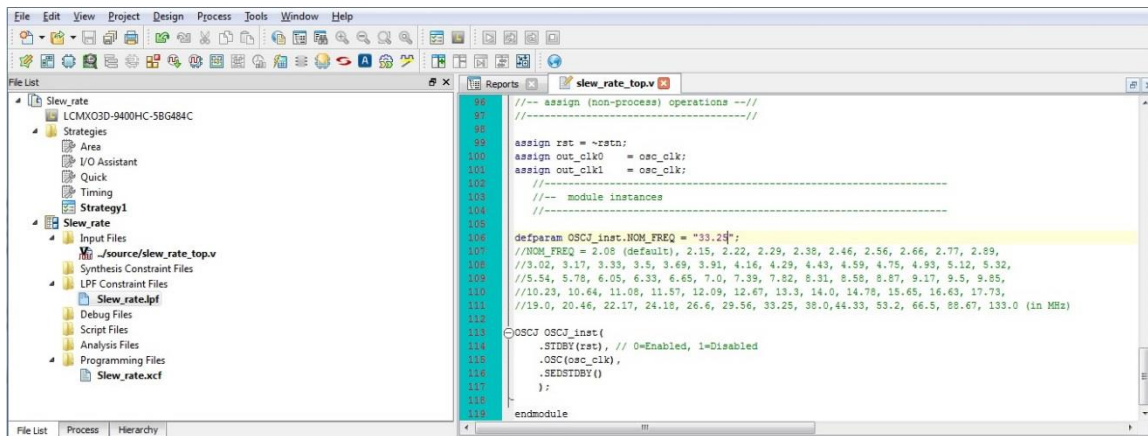 File Edit View Project Design Process Tools Window Help
File List
Slew_rate
LCMXO3D-9400HC-5BG484C
Strategies
Area
I/O Assistant
Quick
Timing
Strategy1
Slew_rate
Input Files
../source/slew_rate_top.v
Synthesis Constraint Files
LPF Constraint Files
Slew_rate.lpf
Debug Files
Script Files
Analysis Files
Programming Files
Slew_rate.xcf
File List Process Hierarchy
Reports slew_rate_top.v
96 //-- assign (non-process) operations --//
97 //------------------------------------//
98
99 assign rst = ~rstn;
100 assign out_clk0    = osc_clk;
101 assign out_clk1    = osc_clk;
102 //-------------------------------------------------------------------
103 //--  module instances
104 //-------------------------------------------------------------------
105
106 defparam OSCJ_inst.NOM_FREQ = "33.25";
107 //NOM_FREQ = 2.08 (default), 2.15, 2.22, 2.29, 2.38, 2.46, 2.56, 2.66, 2.77, 2.89,
108 //3.02, 3.17, 3.33, 3.5, 3.69, 3.91, 4.16, 4.29, 4.43, 4.59, 4.75, 4.93, 5.12, 5.32,
109 //5.54, 5.78, 6.05, 6.33, 6.65, 7.0, 7.39, 7.82, 8.31, 8.58, 8.87, 9.17, 9.5, 9.85,
110 //10.23, 10.64, 11.08, 11.57, 12.09, 12.67, 13.3, 14.0, 14.78, 15.65, 16.63, 17.73,
111 //19.0, 20.46, 22.17, 24.18, 26.6, 29.56, 33.25, 38.0,44.33, 53.2, 66.5, 88.67, 133.0 (in MHz)
112
113 OSCJ OSCJ_inst(
114 .STDBY(rst), // 0=Enabled, 1=Disabled
115 .OSC(osc_clk),
116 .SEDSTDBY()
117 );
118
119 endmodule